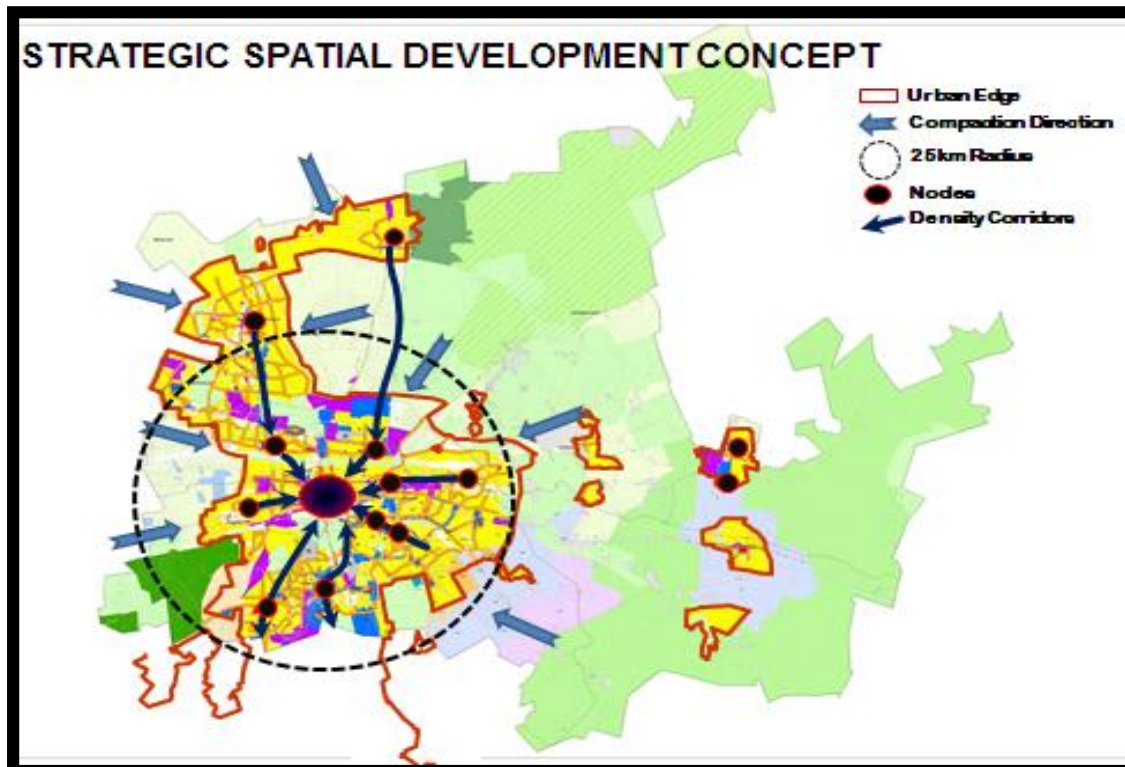 STRATEGIC SPATIAL DEVELOPMENT CONCEPT
Urban Edge
Compaction Direction
25km Radius
Nodes
Density Corridors